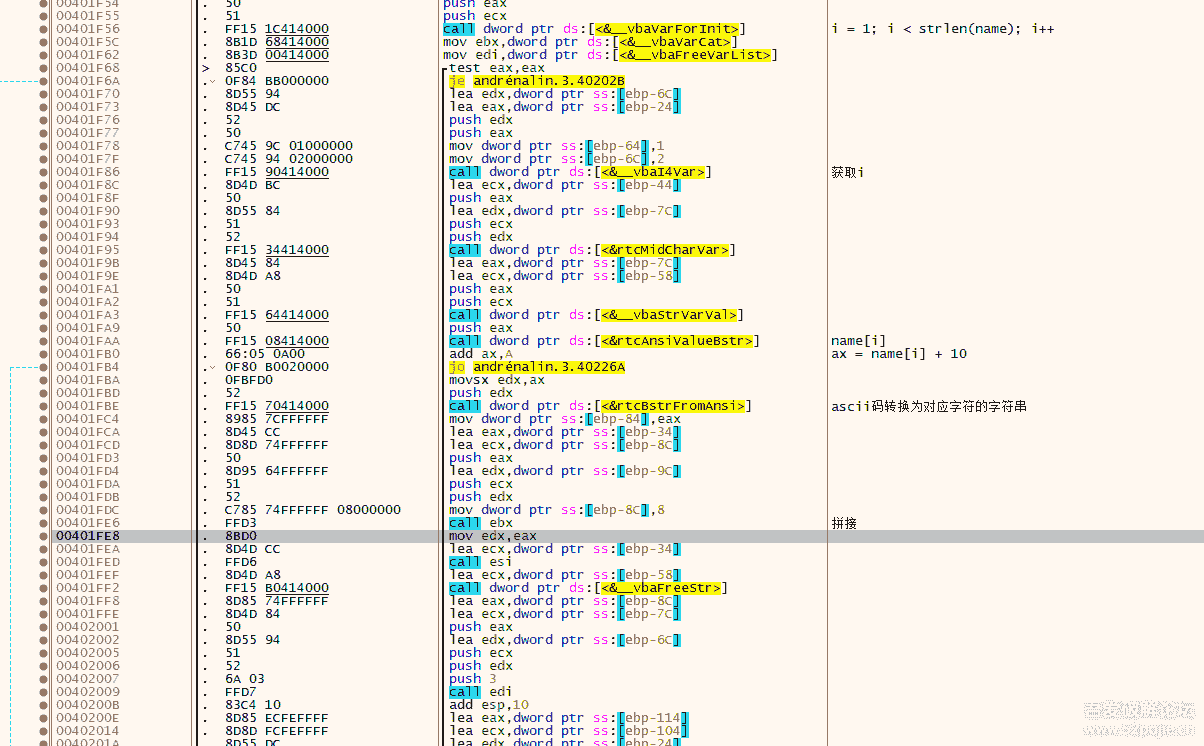 00401F54 . 50 push eax
00401F55 . 51 push ecx
00401F56 . FF15 1C414000 call dword ptr ds:[<&__vbaVarForInit>] i = 1; i < strlen(name); i++
00401F5C . 8B1D 68414000 mov ebx,dword ptr ds:[<&__vbaVarCat>]
00401F62 . 8B3D 00414000 mov edi,dword ptr ds:[<&__vbaFreeVarList>]
00401F68 > 85C0 test eax,eax
00401F6A . 0F84 BB000000 je andrénalin.3.40202B
00401F70 . 8D55 94 lea edx,dword ptr ss:[ebp-6C]
00401F73 . 8D45 DC lea eax,dword ptr ss:[ebp-24]
00401F76 . 52 push edx
00401F77 . 50 push eax
00401F78 . C745 9C 01000000 mov dword ptr ss:[ebp-64],1
00401F7F . C745 94 02000000 mov dword ptr ss:[ebp-6C],2
00401F86 . FF15 90414000 call dword ptr ds:[<&__vbaI4Var>] 获取i
00401F8C . 8D4D BC lea ecx,dword ptr ss:[ebp-44]
00401F8F . 50 push eax
00401F90 . 8D55 84 lea edx,dword ptr ss:[ebp-7C]
00401F93 . 51 push ecx
00401F94 . 52 push edx
00401F95 . FF15 34414000 call dword ptr ds:[<&rtcMidCharVar>]
00401F9B . 8D45 84 lea eax,dword ptr ss:[ebp-7C]
00401F9E . 8D4D A8 lea ecx,dword ptr ss:[ebp-58]
00401FA1 . 50 push eax
00401FA2 . 51 push ecx
00401FA3 . FF15 64414000 call dword ptr ds:[<&__vbaStrVarVal>]
00401FA9 . 50 push eax
00401FAA . FF15 08414000 call dword ptr ds:[<&rtcAnsiValueBstr>] name[i]
00401FB0 . 66:05 0A00 add ax,A ax = name[i] + 10
00401FB4 . 0F80 B0020000 jo andrénalin.3.40226A
00401FBA . 0FBFD0 movsx edx,ax
00401FBD . 52 push edx
00401FBE . FF15 70414000 call dword ptr ds:[<&rtcBstrFromAnsi>] ascii码转换为对应字符的字符串
00401FC4 . 8985 7CFFFFFF mov dword ptr ss:[ebp-84],eax
00401FCA . 8D45 CC lea eax,dword ptr ss:[ebp-34]
00401FCD . 8D8D 74FFFFFF lea ecx,dword ptr ss:[ebp-8C]
00401FD3 . 50 push eax
00401FD4 . 8D95 64FFFFFF lea edx,dword ptr ss:[ebp-9C]
00401FDA . 51 push ecx
00401FDB . 52 push edx
00401FDC . C785 74FFFFFF 08000000 mov dword ptr ss:[ebp-8C],8
00401FE6 . FFD3 call ebx 拼接
00401FE8 . 8BD0 mov edx,eax
00401FEA . 8D4D CC lea ecx,dword ptr ss:[ebp-34]
00401FED . FFD6 call esi
00401FEF . 8D4D A8 lea ecx,dword ptr ss:[ebp-58]
00401FF2 . FF15 B0414000 call dword ptr ds:[<&__vbaFreeStr>]
00401FF8 . 8D85 74FFFFFF lea eax,dword ptr ss:[ebp-8C]
00401FFE . 8D4D 84 lea ecx,dword ptr ss:[ebp-7C]
00402001 . 50 push eax
00402002 . 8D55 94 lea edx,dword ptr ss:[ebp-6C]
00402005 . 51 push ecx
00402006 . 52 push edx
00402007 . 6A 03 push 3
00402009 . FFD7 call edi
0040200B . 83C4 10 add esp,10
0040200E . 8D85 ECFEFFFF lea eax,dword ptr ss:[ebp-114]
00402014 . 8D8D FCFEFFFF lea ecx,dword ptr ss:[ebp-104]
0040201A . 8D55 DC lea edx,dword ptr ss:[ebp-24]
吾爱破解论坛
www.52pojie.cn